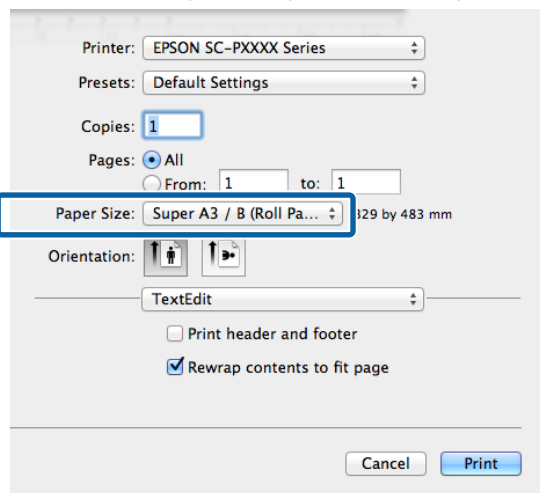 Printer: EPSON SC-PXXXX Series
Presets: Default Settings
Copies: 1
Pages: All
From: 1 to: 1
Paper Size: Super A3 / B (Roll Pa... 329 by 483 mm
Orientation:
TextEdit
Print header and footer
Rewrap contents to fit page
Cancel Print